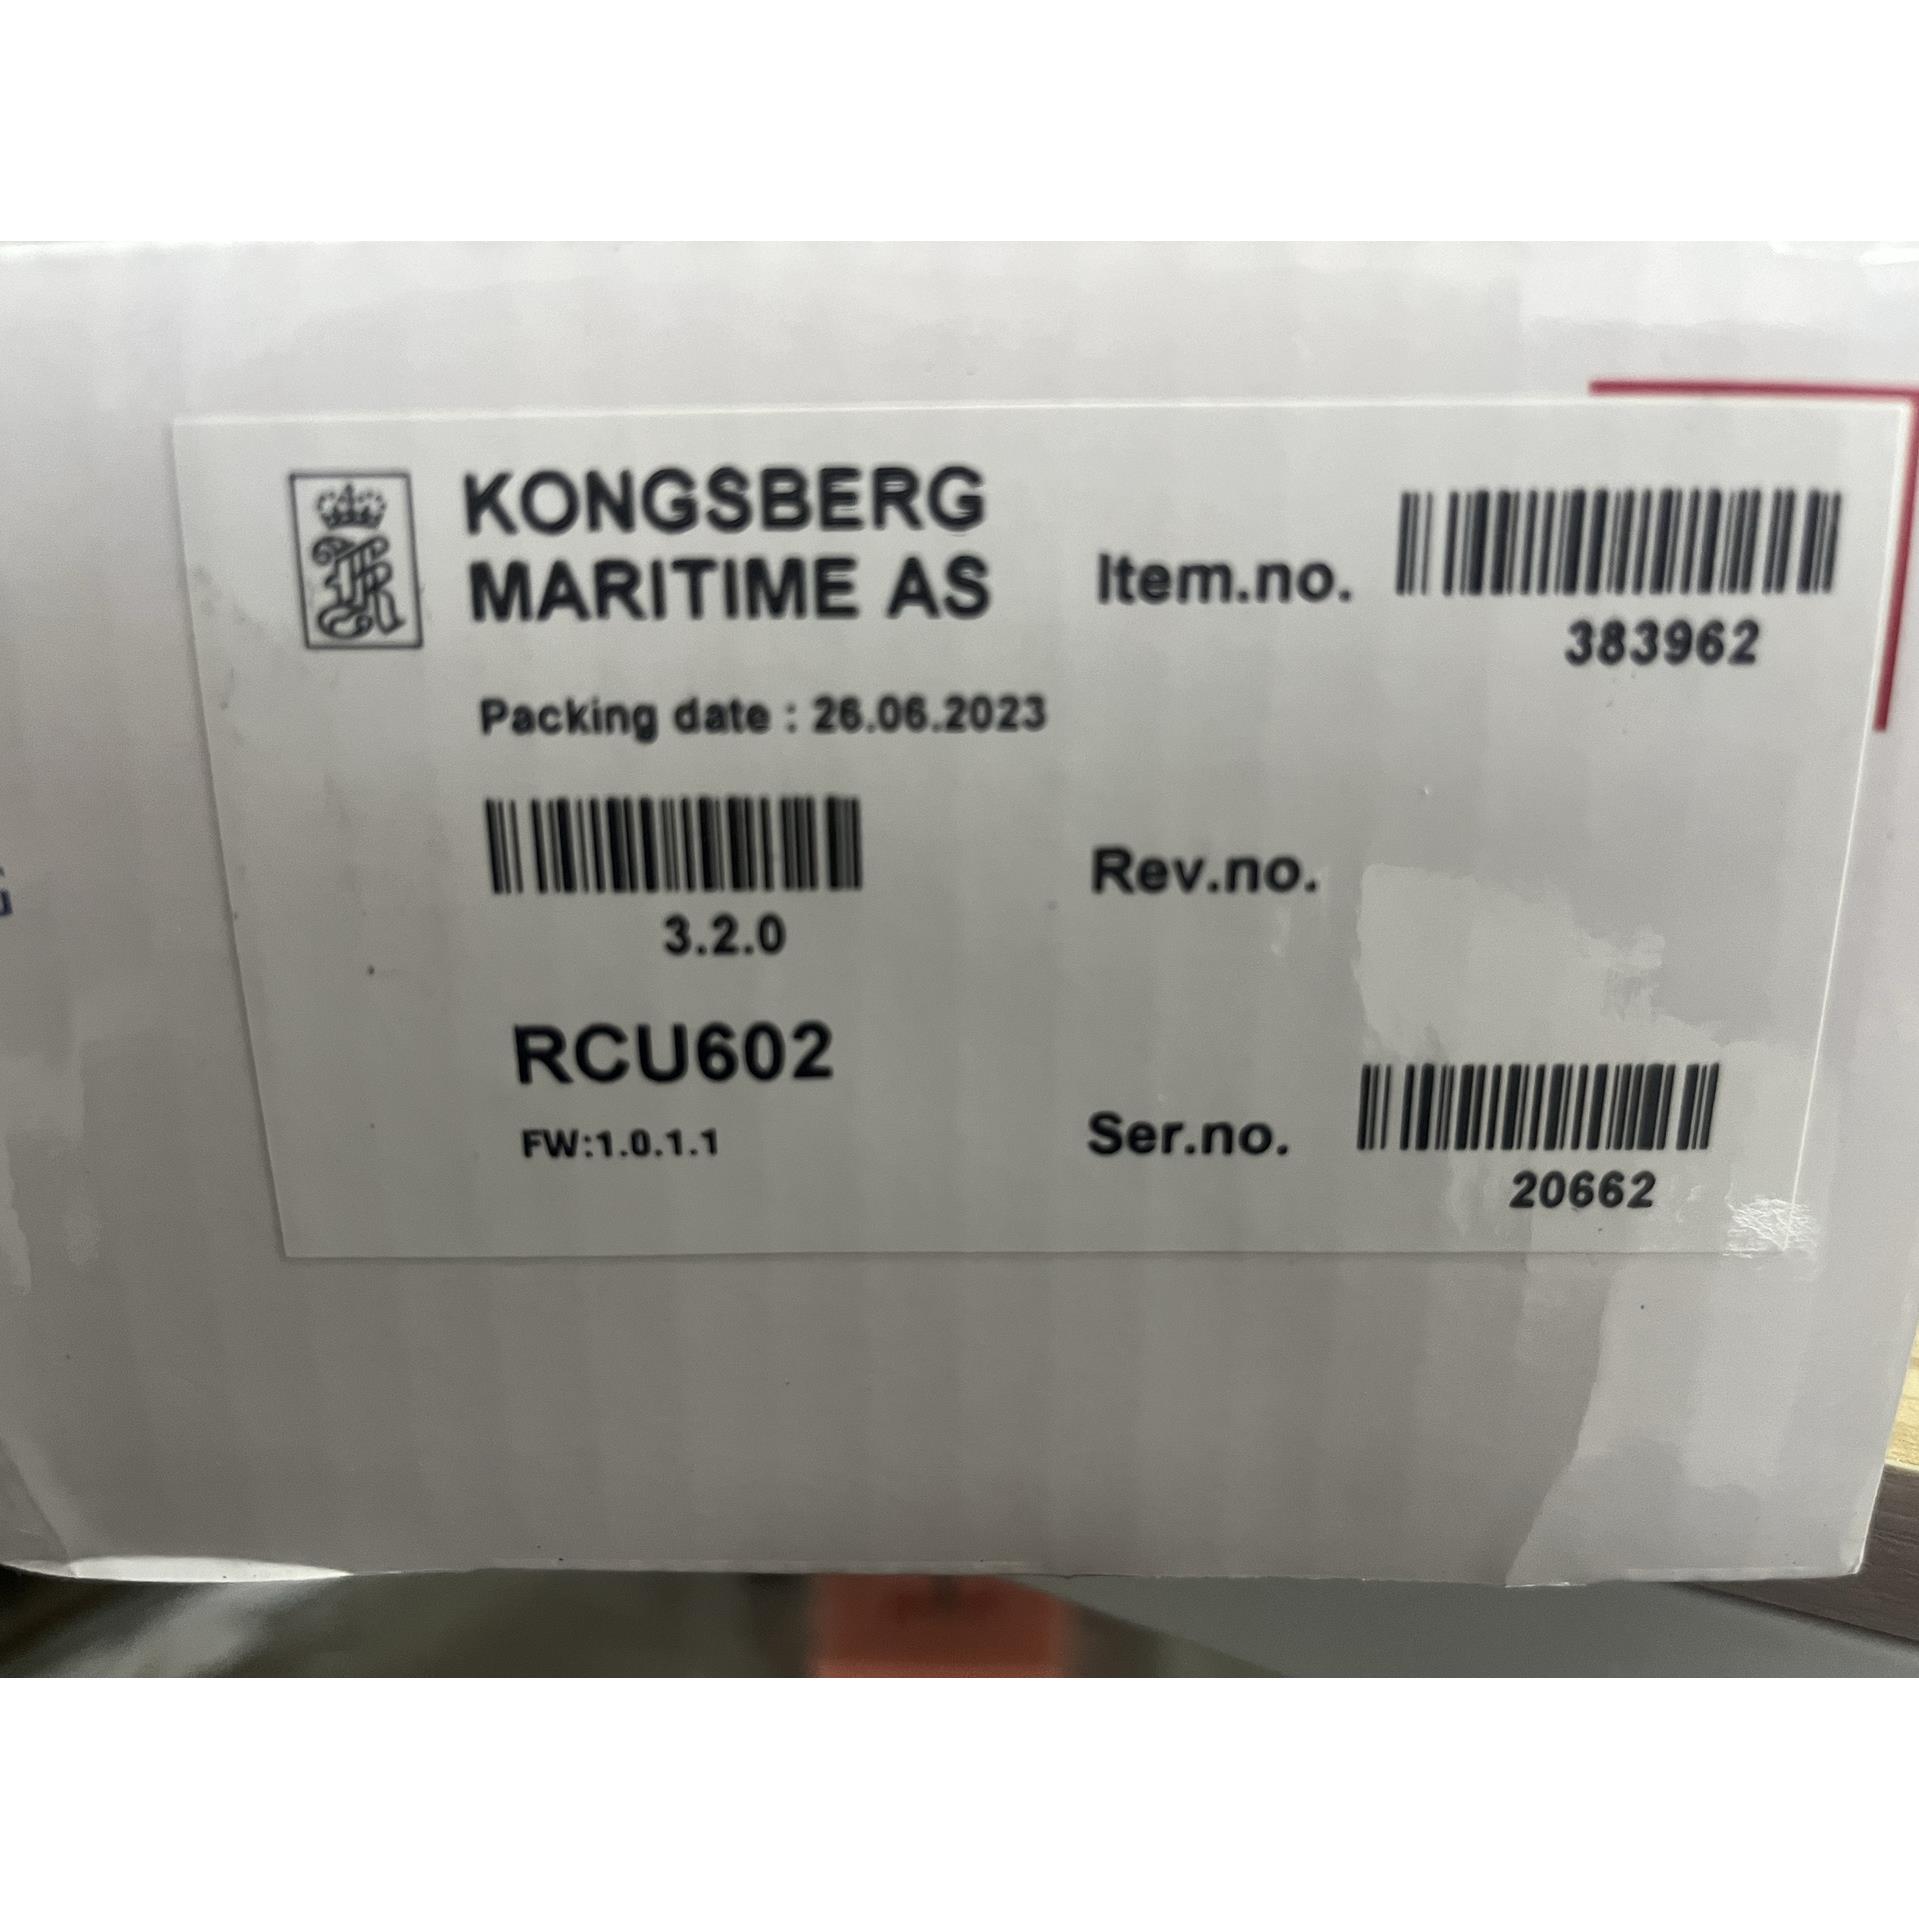 KONGSBERG
MARITIME AS
Item.no.
383962
Packing date : 26.06.2023
3.2.0
Rev.no.
RCU602
FW:1.0.1.1
Ser.no.
20662